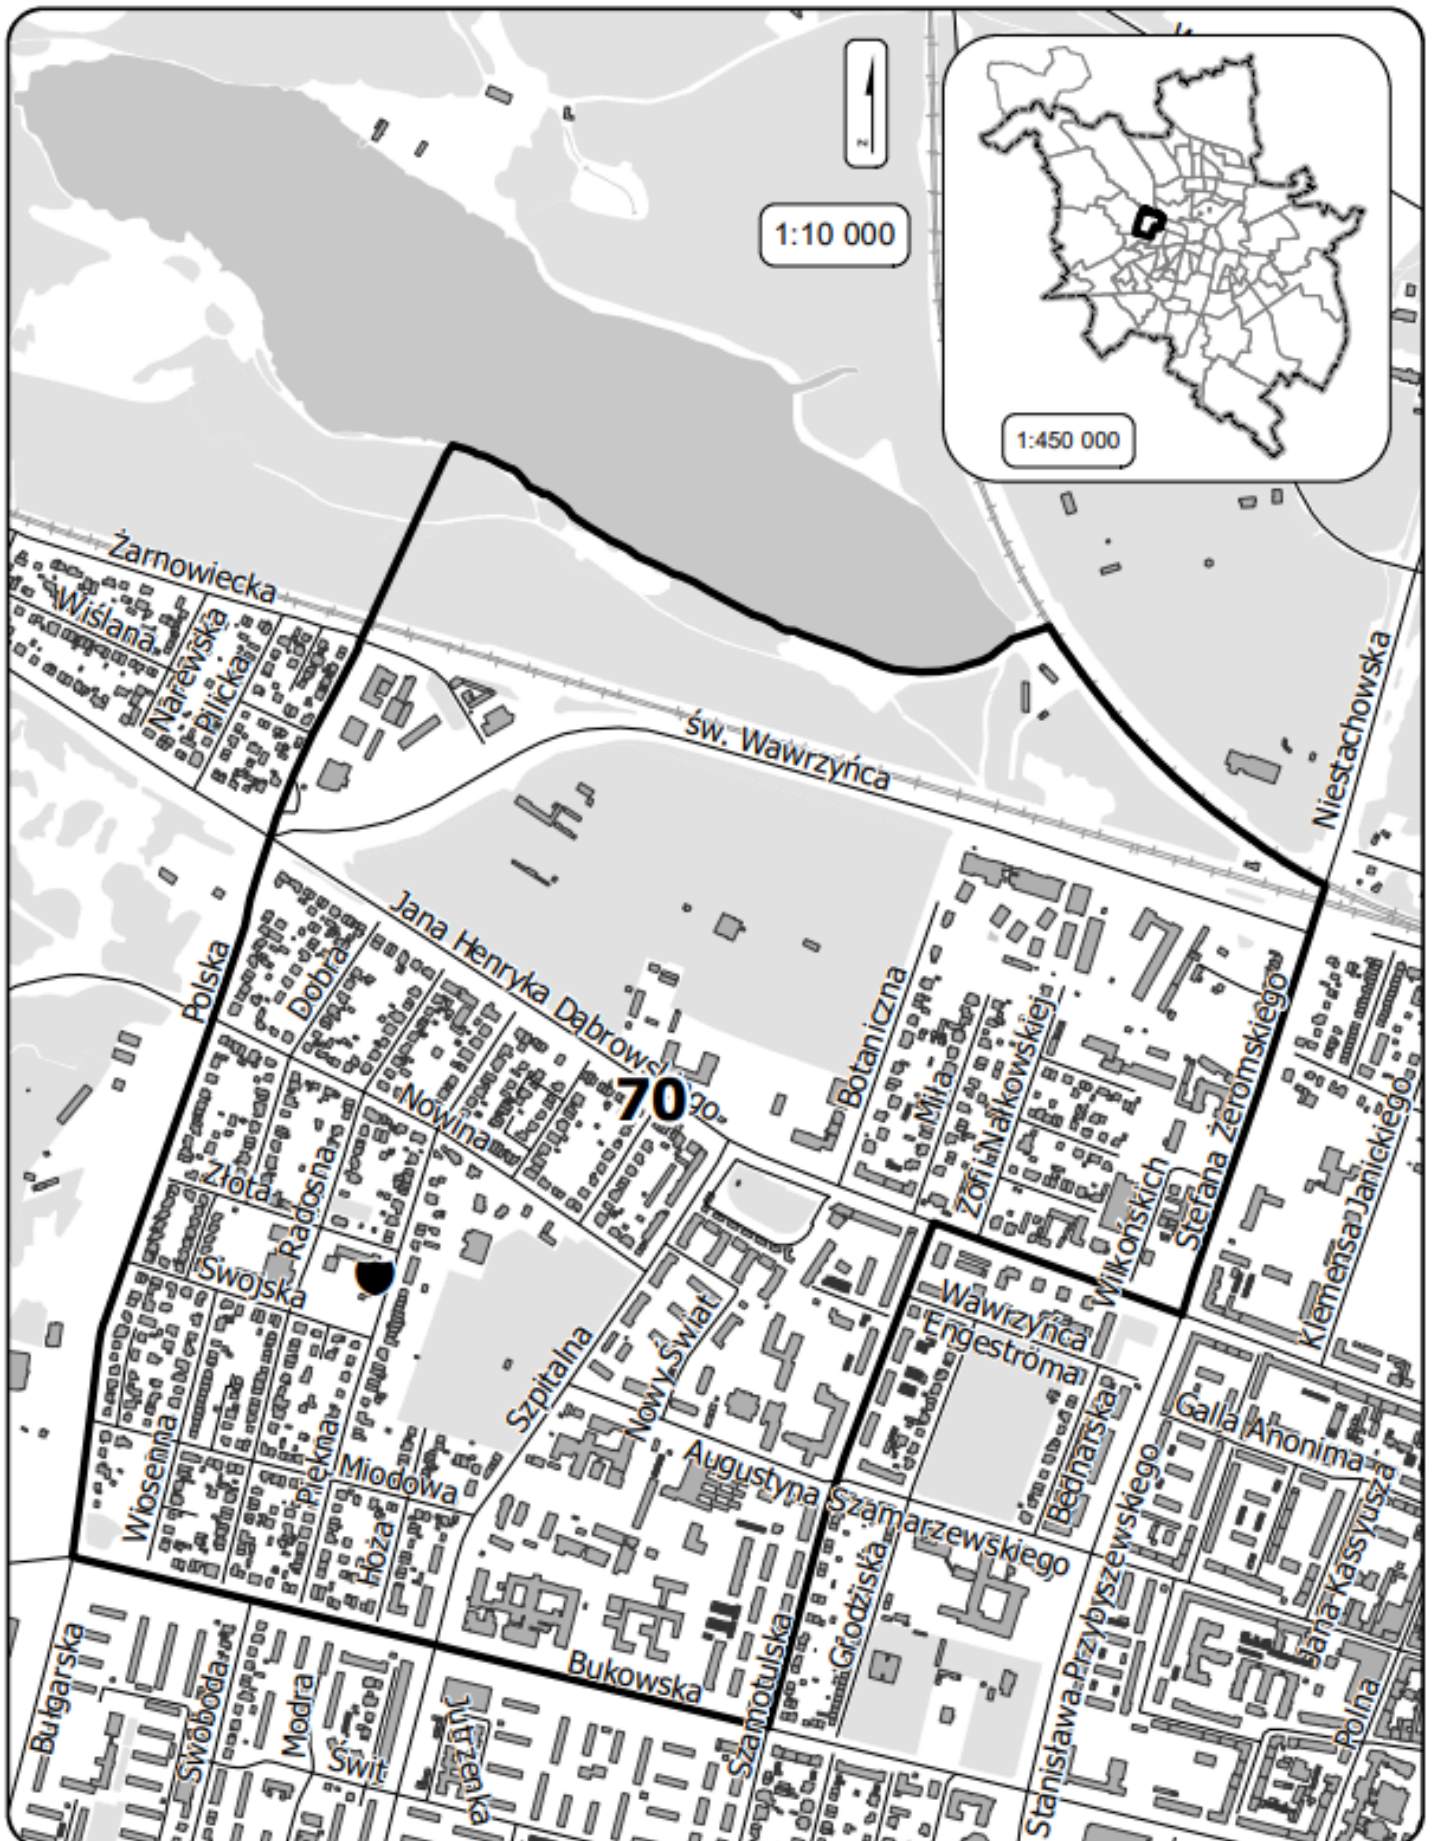 z
1:10 000
1:450 000
Żarnowiecka
Wiślana
Narewska
Pilicka
św. Wawrzyńca
Niestachowska
Polska
Dobra
Jana Henryka Dąbrowskiego
70
Nowina
Botaniczna
Miła
Zofii Nałkowskiej
Wilkońskich
Stefana Żeromskiego
Klemensa Janickiego
Złota
Radosna
Swojska
Szpitalna
Nowy Świat
Wawrzyńca
Engeströma
Bednarska
Galla Anonima
Wiosenna
Piękna
Miodowa
Hoża
Augustyna Szamarzewskiego
Grodziska
Stanisława Przybyszewskiego
Jana Kassyusza
Polna
Bukowska
Szamotulska
Bułgarska
Swoboda
Modra
Świt
Jutrzenka